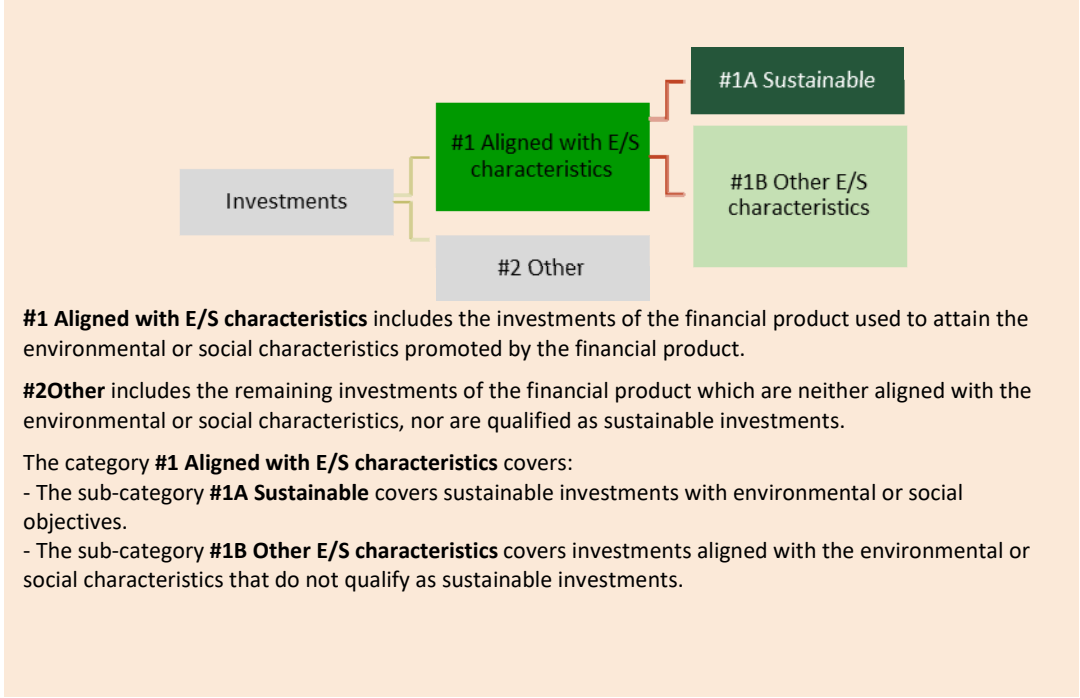 #1A Sustainable
#1 Aligned with E/S
characteristics
#1B Other E/S
characteristics
Investments
#2 Other
#1 Aligned with E/S characteristics includes the investments of the financial product used to attain the
environmental or social characteristics promoted by the financial product.
#2Other includes the remaining investments of the financial product which are neither aligned with the
environmental or social characteristics, nor are qualified as sustainable investments.
The category #1 Aligned with E/S characteristics covers:
- The sub-category #1A Sustainable covers sustainable investments with environmental or social
objectives.
- The sub-category #1B Other E/S characteristics covers investments aligned with the environmental or
social characteristics that do not qualify as sustainable investments.